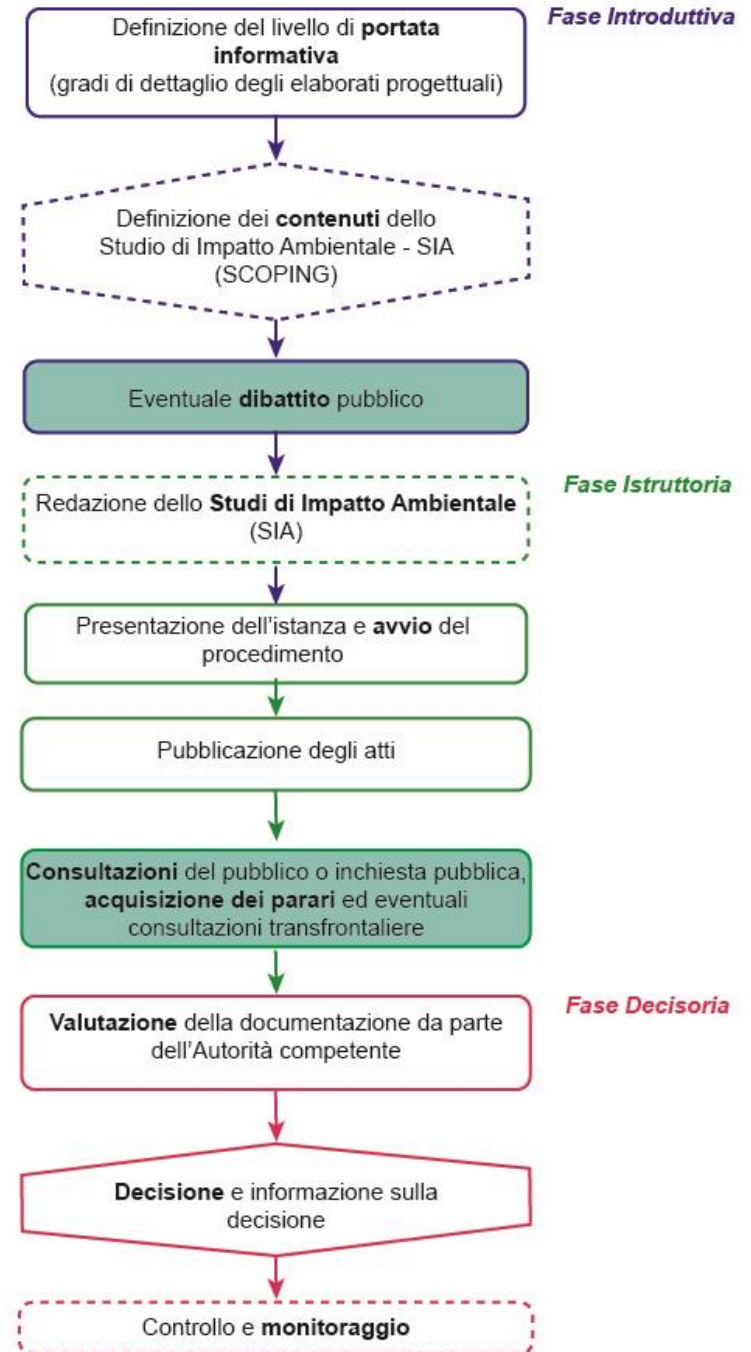 Fase Introduttiva
Definizione del livello di portata
informativa
(gradi di dettaglio degli elaborati progettuali)
Definizione dei contenuti dello
Studio di Impatto Ambientale - SIA
(SCOPING)
Eventuale dibattito pubblico
Fase Istruttoria
Redazione dello Studi di Impatto Ambientale
(SIA)
Presentazione dell'istanza e avvio del
procedimento
Pubblicazione degli atti
Consultazioni del pubblico o inchiesta pubblica,
acquisizione dei parari ed eventuali
consultazioni transfrontaliere
Fase Decisoria
Valutazione della documentazione da parte
dell'Autorità competente
Decisione e informazione sulla
decisione
Controllo e monitoraggio